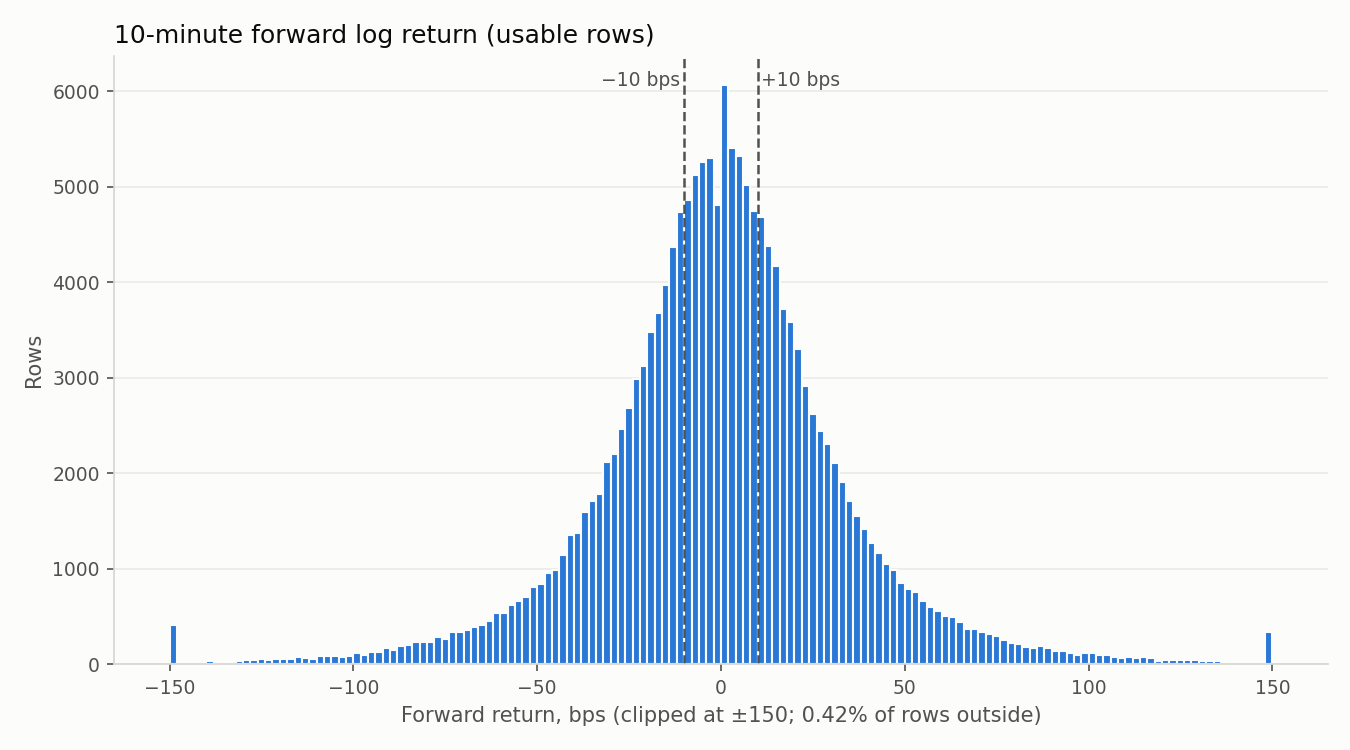 10-minute forward log return (usable rows)
−10 bps
+10 bps
6000
5000
4000
3000
2000
1000
0
Rows
−150
−100
−50
0
50
100
150
Forward return, bps (clipped at ±150; 0.42% of rows outside)